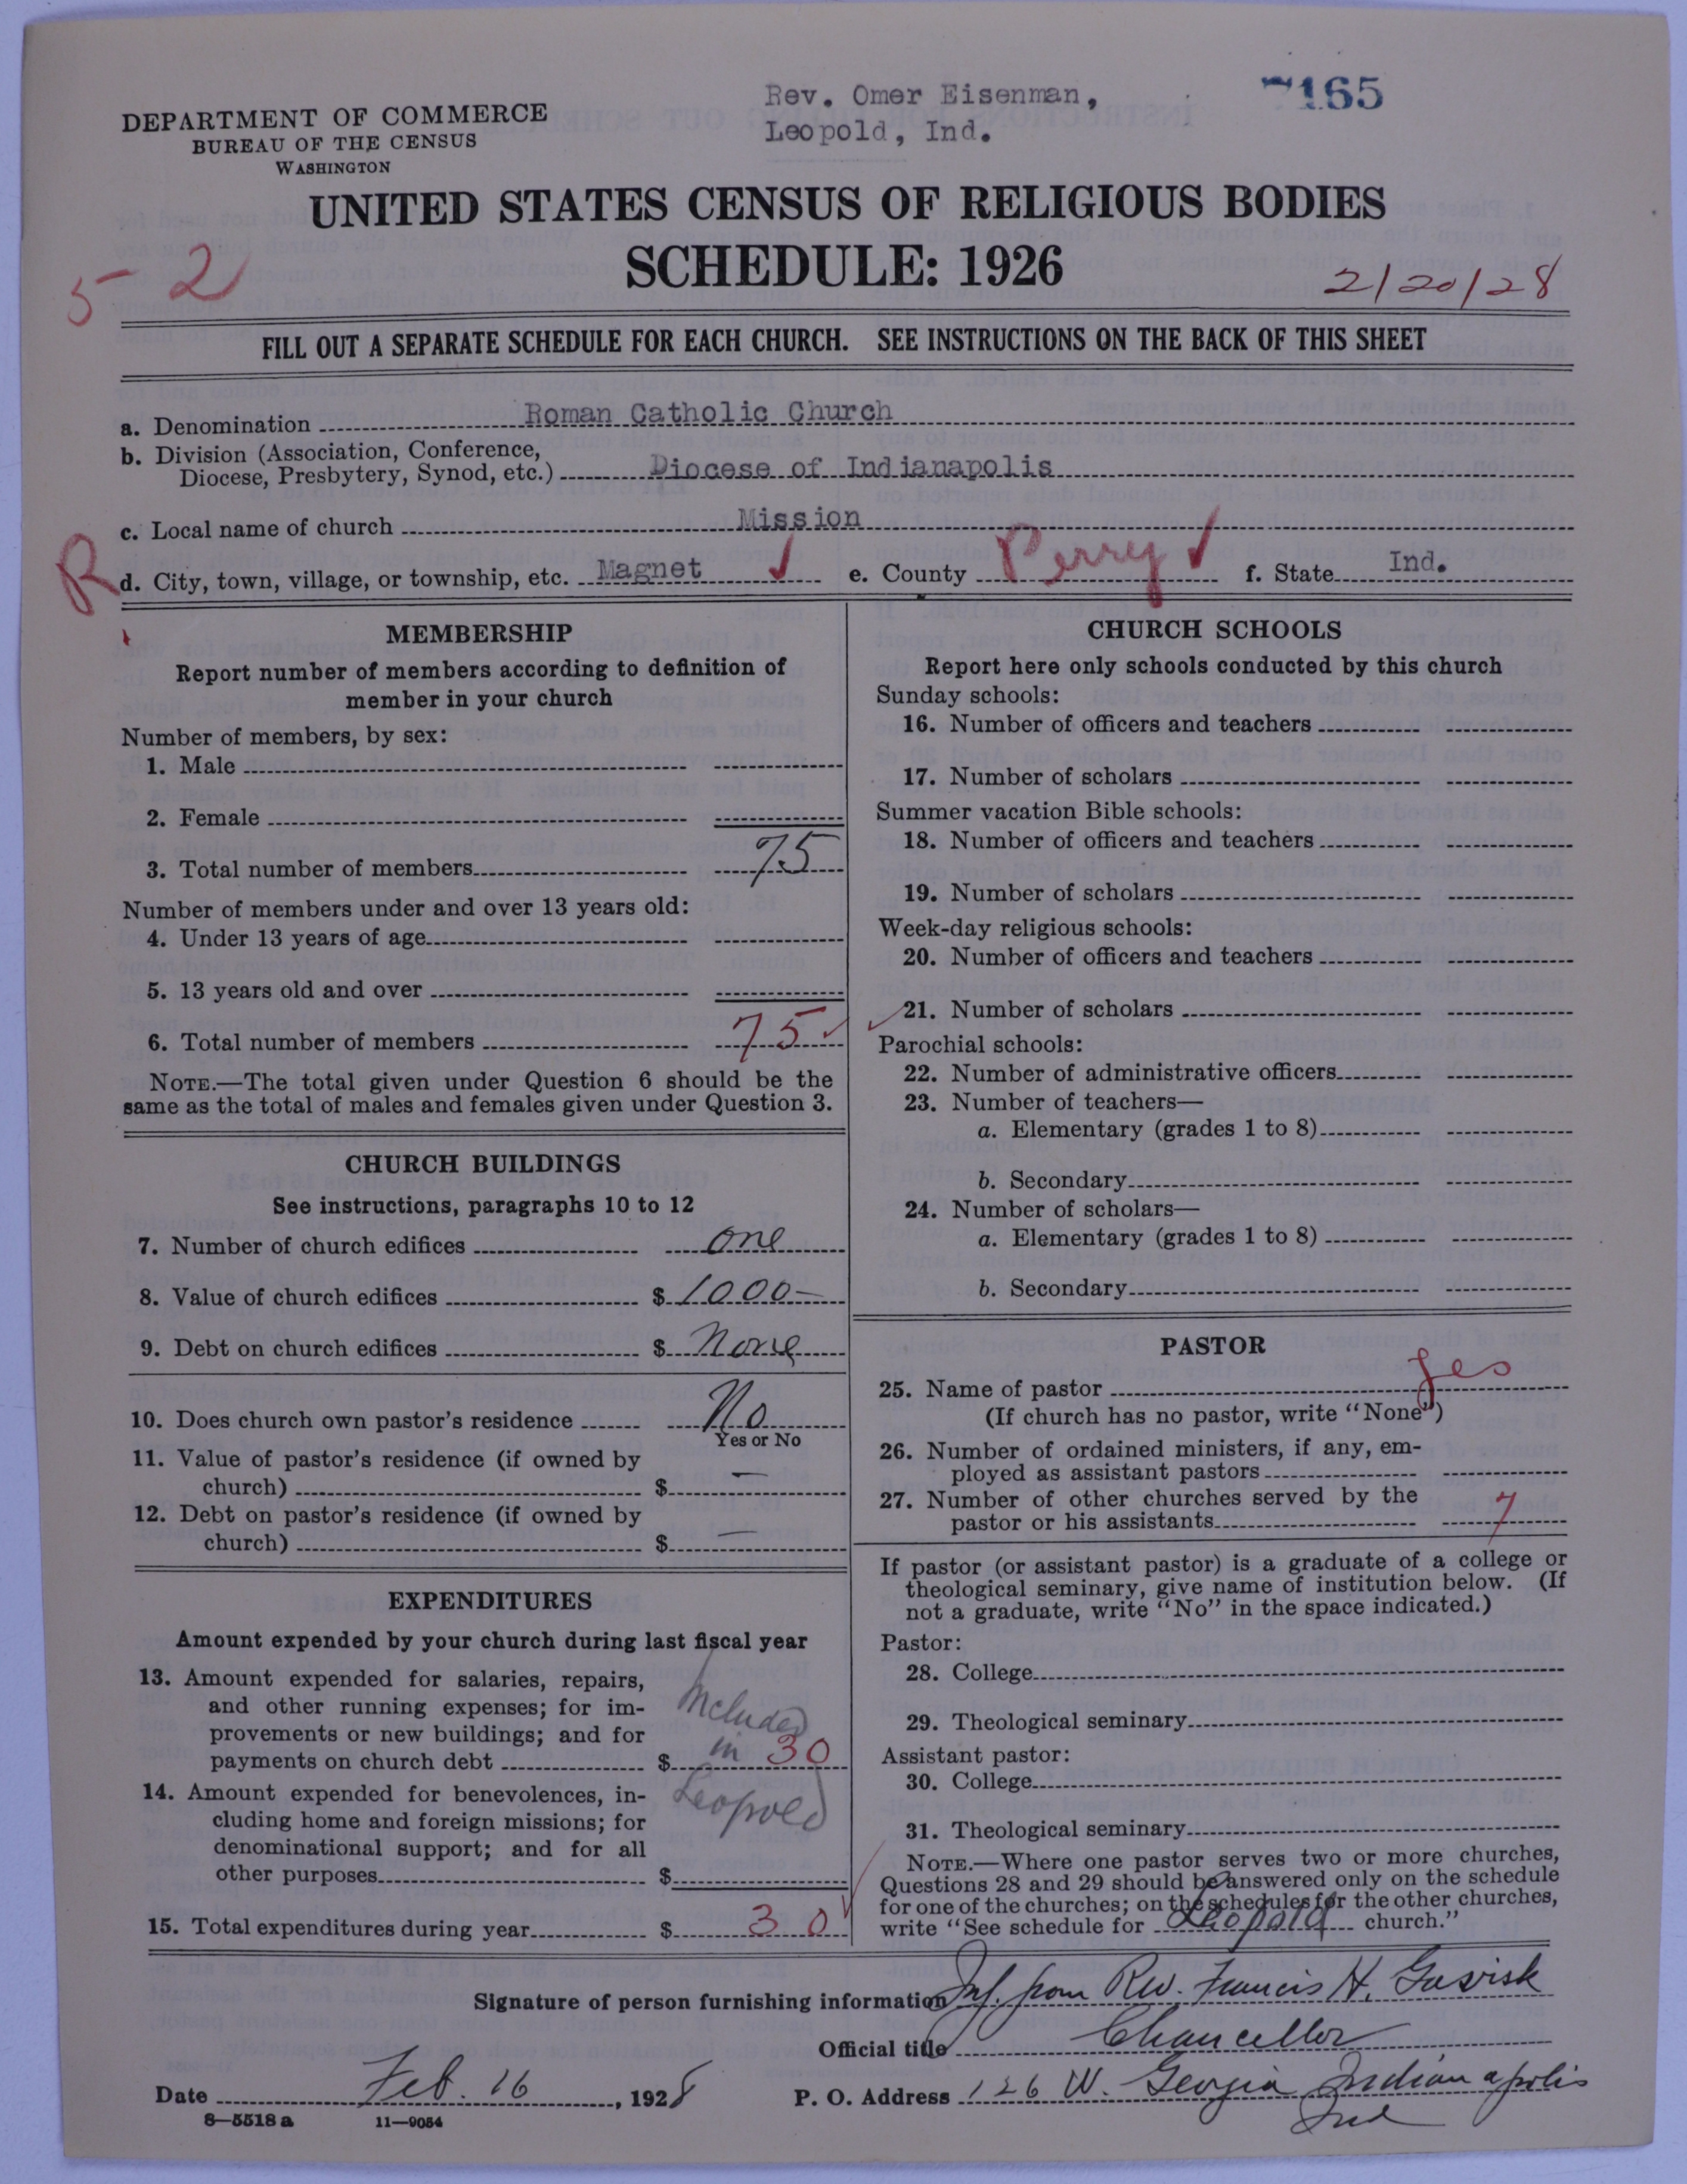 Rev. Omer Eisenman,
Leopold, Ind.
7165
DEPARTMENT OF COMMERCE
BUREAU OF THE CENSUS
WASHINGTON
UNITED STATES CENSUS OF RELIGIOUS BODIES
SCHEDULE: 1926
5 2
2/20/28
FILL OUT A SEPARATE SCHEDULE FOR EACH CHURCH. SEE INSTRUCTIONS ON THE BACK OF THIS SHEET
a. Denomination Roman Catholic Church
b. Division (Association, Conference,
Diocese, Presbytery, Synod, etc.) Diocese of Indianapolis
c. Local name of church Mission
R
d. City, town, village, or township, etc. Magnet ✓ e. County Perry ✓ f. State Ind.
MEMBERSHIP
Report number of members according to definition of
member in your church
Number of members, by sex:
1. Male
2. Female
3. Total number of members 75
Number of members under and over 13 years old:
4. Under 13 years of age
5. 13 years old and over
6. Total number of members 75 ✓
NOTE.—The total given under Question 6 should be the
same as the total of males and females given under Question 3.
CHURCH BUILDINGS
See instructions, paragraphs 10 to 12
7. Number of church edifices one
8. Value of church edifices $ 1000—
9. Debt on church edifices $ None
10. Does church own pastor's residence No
Yes or No
11. Value of pastor's residence (if owned by
church) $ —
12. Debt on pastor's residence (if owned by
church) $ —
EXPENDITURES
Amount expended by your church during last fiscal year
13. Amount expended for salaries, repairs,
and other running expenses; for im-
provements or new buildings; and for
payments on church debt $ 30
Included
in
Leopold
14. Amount expended for benevolences, in-
cluding home and foreign missions; for
denominational support; and for all
other purposes $
15. Total expenditures during year $ 30 ✓
CHURCH SCHOOLS
Report here only schools conducted by this church
Sunday schools:
16. Number of officers and teachers
17. Number of scholars
Summer vacation Bible schools:
18. Number of officers and teachers
19. Number of scholars
Week-day religious schools:
20. Number of officers and teachers
✓ 21. Number of scholars
Parochial schools:
22. Number of administrative officers
23. Number of teachers—
a. Elementary (grades 1 to 8)
b. Secondary
24. Number of scholars—
a. Elementary (grades 1 to 8)
b. Secondary
PASTOR
25. Name of pastor yes
(If church has no pastor, write "None")
26. Number of ordained ministers, if any, em-
ployed as assistant pastors
27. Number of other churches served by the
pastor or his assistants 7
If pastor (or assistant pastor) is a graduate of a college or
theological seminary, give name of institution below. (If
not a graduate, write "No" in the space indicated.)
Pastor:
28. College
29. Theological seminary
Assistant pastor:
30. College
31. Theological seminary
NOTE.—Where one pastor serves two or more churches,
Questions 28 and 29 should be answered only on the schedule
for one of the churches; on the schedules for the other churches,
write "See schedule for Leopold church."
Signature of person furnishing information Inf. from Rev. Francis H. Gavisk
Official title Chancellor
Date Feb. 16, 1928 P. O. Address 126 W. Georgia Indianapolis
Ind
8—5518 a 11—9054